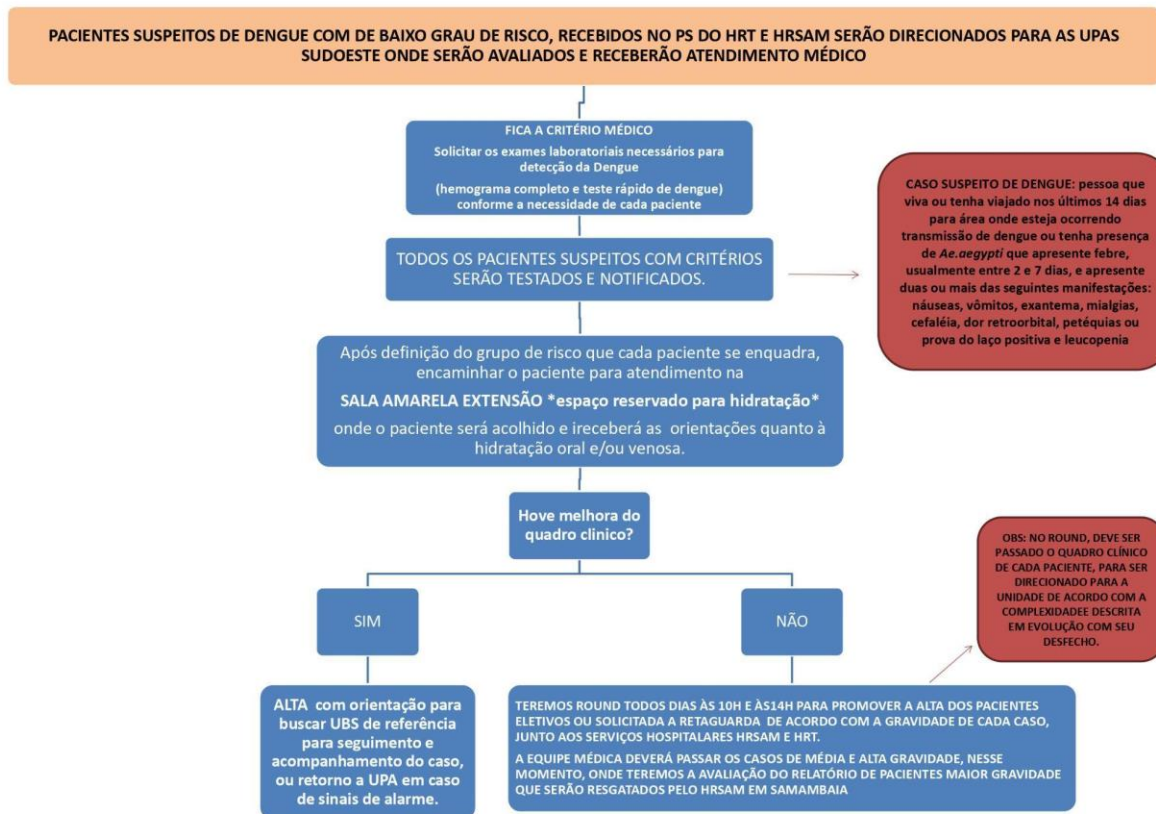 PACIENTES SUSPEITOS DE DENGUE COM DE BAIXO GRAU DE RISCO, RECEBIDOS NO PS DO HRT E HRSAM SERÃO DIRECIONADOS PARA AS UPAS
SUDOESTE ONDE SERÃO AVALIADOS E RECEBERÃO ATENDIMENTO MÉDICO
FICA A CRITÉRIO MÉDICO
Solicitar os exames laboratoriais necessários para
detecção da Dengue
(hemograma completo e teste rápido de dengue)
conforme a necessidade de cada paciente
TODOS OS PACIENTES SUSPEITOS COM CRITÉRIOS
SERÃO TESTADOS E NOTIFICADOS.
CASO SUSPEITO DE DENGUE: pessoa que
viva ou tenha viajado nos últimos 14 dias
para área onde esteja ocorrendo
transmissão de dengue ou tenha presença
de Ae.aegypti que apresente febre,
usualmente entre 2 e 7 dias, e apresente
duas ou mais das seguintes manifestações:
náuseas, vômitos, exantema, mialgias,
cefaléia, dor retroorbital, petéquias ou
prova do laço positiva e leucopenia
Após definição do grupo de risco que cada paciente se enquadra,
encaminhar o paciente para atendimento na
SALA AMARELA EXTENSÃO *espaço reservado para hidratação*
onde o paciente será acolhido e ireceberá as orientações quanto à
hidratação oral e/ou venosa.
Hove melhora do
quadro clinico?
SIM
NÃO
OBS: NO ROUND, DEVE SER
PASSADO O QUADRO CLÍNICO
DE CADA PACIENTE, PARA SER
DIRECIONADO PARA A
UNIDADE DE ACORDO COM A
COMPLEXIDADEE DESCRITA
EM EVOLUÇÃO COM SEU
DESFECHO.
ALTA com orientação para
buscar UBS de referência
para seguimento e
acompanhamento do caso,
ou retorno a UPA em caso
de sinais de alarme.
TEREMOS ROUND TODOS DIAS ÀS 10H E ÀS14H PARA PROMOVER A ALTA DOS PACIENTES
ELETIVOS OU SOLICITADA A RETAGUARDA DE ACORDO COM A GRAVIDADE DE CADA CASO,
JUNTO AOS SERVIÇOS HOSPITALARES HRSAM E HRT.
A EQUIPE MÉDICA DEVERÁ PASSAR OS CASOS DE MÉDIA E ALTA GRAVIDADE, NESSE
MOMENTO, ONDE TEREMOS A AVALIAÇÃO DO RELATÓRIO DE PACIENTES MAIOR GRAVIDADE
QUE SERÃO RESGATADOS PELO HRSAM EM SAMAMBAIA